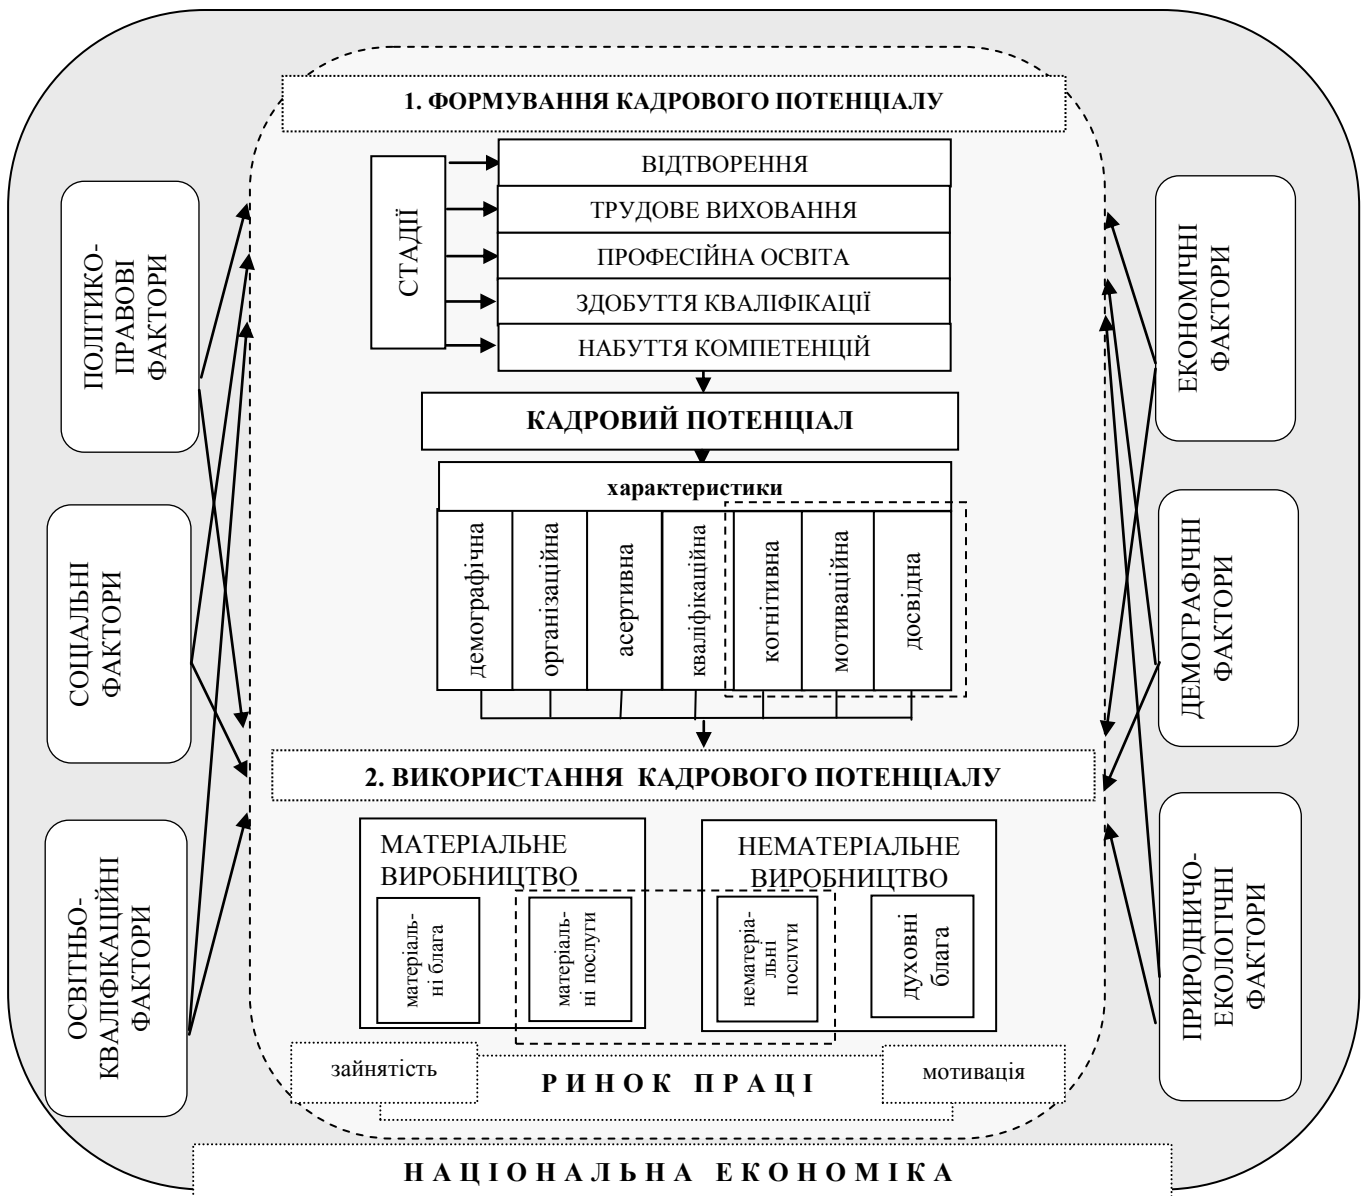 1. ФОРМУВАННЯ КАДРОВОГО ПОТЕНЦІАЛУ
СТАДІЇ
ВІДТВОРЕННЯ
ТРУДОВЕ ВИХОВАННЯ
ПРОФЕСІЙНА ОСВІТА
ЗДОБУТТЯ КВАЛІФІКАЦІЇ
НАБУТТЯ КОМПЕТЕНЦІЙ
КАДРОВИЙ ПОТЕНЦІАЛ
характеристики
демографічна
організаційна
асертивна
кваліфікаційна
когнітивна
мотиваційна
досвідна
ПОЛІТИКО-
ПРАВОВІ
ФАКТОРИ
СОЦІАЛЬНІ
ФАКТОРИ
ОСВІТНЬО-
КВАЛІФІКАЦІЙНІ
ФАКТОРИ
ЕКОНОМІЧНІ
ФАКТОРИ
ДЕМОГРАФІЧНІ
ФАКТОРИ
ПРИРОДНИЧО-
ЕКОЛОГІЧНІ
ФАКТОРИ
2. ВИКОРИСТАННЯ КАДРОВОГО ПОТЕНЦІАЛУ
МАТЕРІАЛЬНЕ
ВИРОБНИЦТВО
матеріаль-
ні блага
матеріаль-
ні послуги
НЕМАТЕРІАЛЬНЕ
ВИРОБНИЦТВО
нематеріа-
льні
послуги
духовні
блага
зайнятість
РИНОК ПРАЦІ
мотивація
НАЦІОНАЛЬНА ЕКОНОМІКА